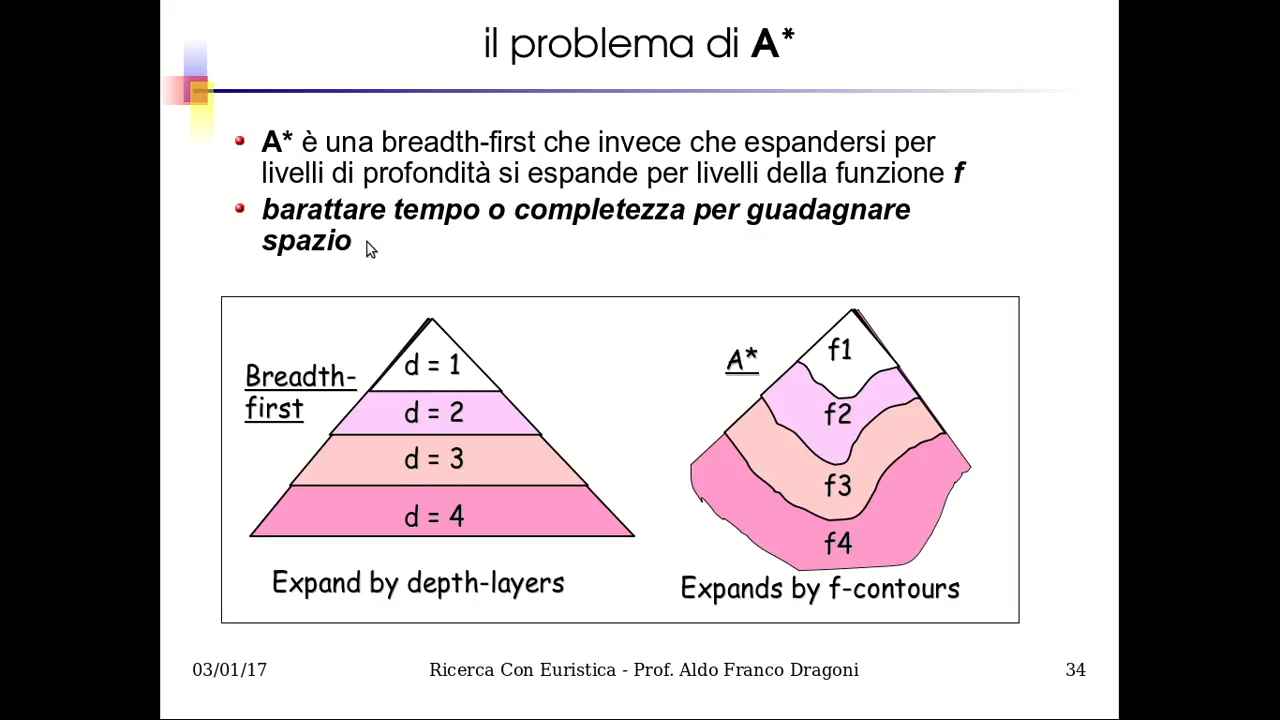 il problema di A*
A* è una breadth-first che invece che espandersi per
livelli di profondità si espande per livelli della funzione f
barattare tempo o completezza per guadagnare
spazio
Breadth-
first
d = 1
d = 2
d = 3
d = 4
Expand by depth-layers
A*
f1
f2
f3
f4
Expands by f-contours
03/01/17
Ricerca Con Euristica - Prof. Aldo Franco Dragoni
34